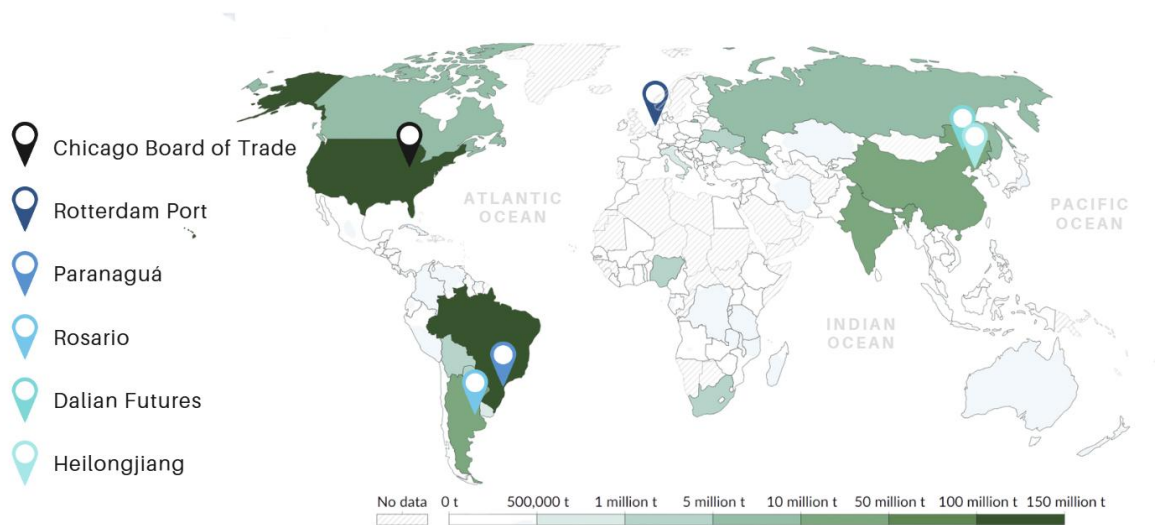 Chicago Board of Trade
Rotterdam Port
Paranaguá
Rosario
Dalian Futures
Heilongjiang
ATLANTIC
OCEAN
PACIFIC
OCEAN
INDIAN
OCEAN
No data 0 t 500,000 t 1 million t 5 million t 10 million t 50 million t 100 million t 150 million t